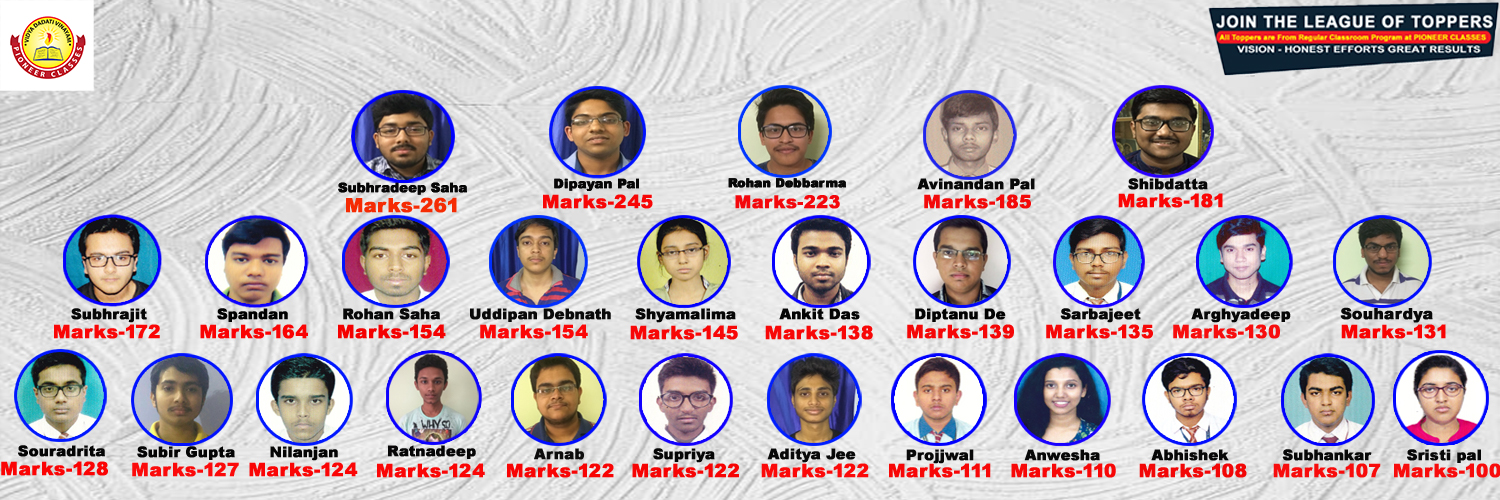 VIDYA DADATI VINAYAM
PIONEER CLASSES
JOIN THE LEAGUE OF TOPPERS
All Toppers are From Regular Classroom Program at PIONEER CLASSES
VISION - HONEST EFFORTS GREAT RESULTS
Subhradeep Saha
Marks-261
Dipayan Pal
Marks-245
Rohan Debbarma
Marks-223
Avinandan Pal
Marks-185
Shibdatta
Marks-181
Subhrajit
Marks-172
Spandan
Marks-164
Rohan Saha
Marks-154
Uddipan Debnath
Marks-154
Shyamalima
Marks-145
Ankit Das
Marks-138
Diptanu De
Marks-139
Sarbajeet
Marks-135
Arghyadeep
Marks-130
Souhardya
Marks-131
WHY SO
Souradrita
Marks-128
Subir Gupta
Marks-127
Nilanjan
Marks-124
Ratnadeep
Marks-124
Arnab
Marks-122
Supriya
Marks-122
Aditya Jee
Marks-122
Projjwal
Marks-111
Anwesha
Marks-110
Abhishek
Marks-108
Subhankar
Marks-107
Sristi pal
Marks-100